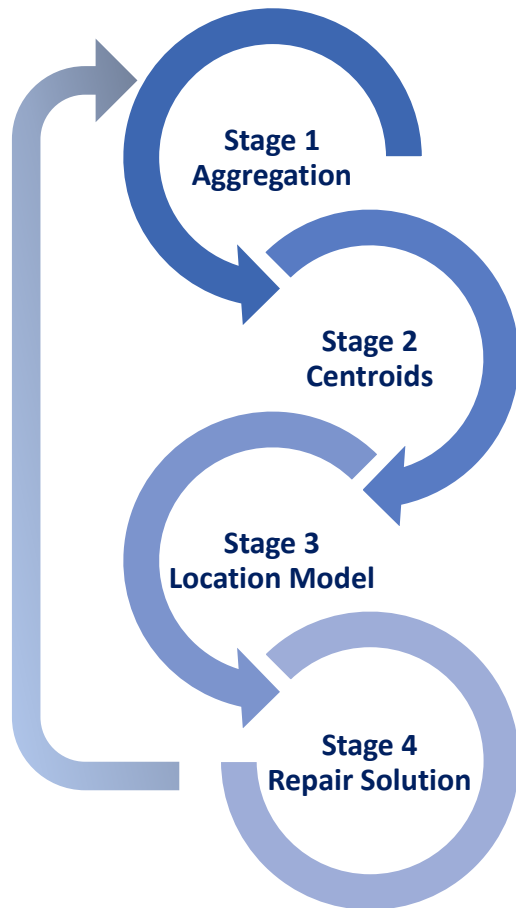 Stage 1
Aggregation
Stage 2
Centroids
Stage 3
Location Model
Stage 4
Repair Solution